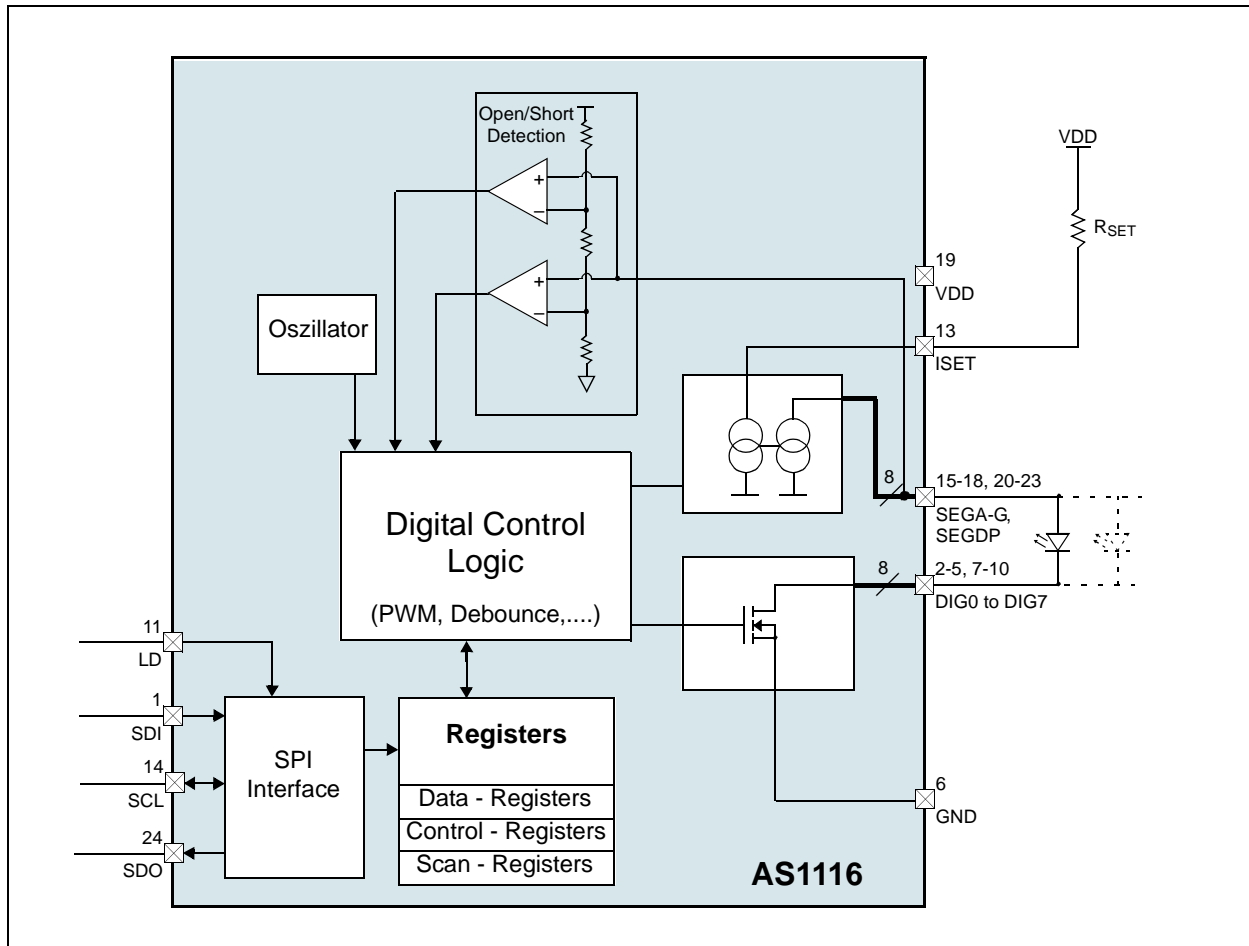 Open/Short
Detection
+
−
+
−
Oszillator
VDD
RSET
19
VDD
13
ISET
Digital Control
Logic
(PWM, Debounce,....)
8
15-18, 20-23
SEGA-G,
SEGDP
8
2-5, 7-10
DIG0 to DIG7
11
LD
1
SDI
14
SCL
24
SDO
SPI
Interface
Registers
Data - Registers
Control - Registers
Scan - Registers
6
GND
AS1116